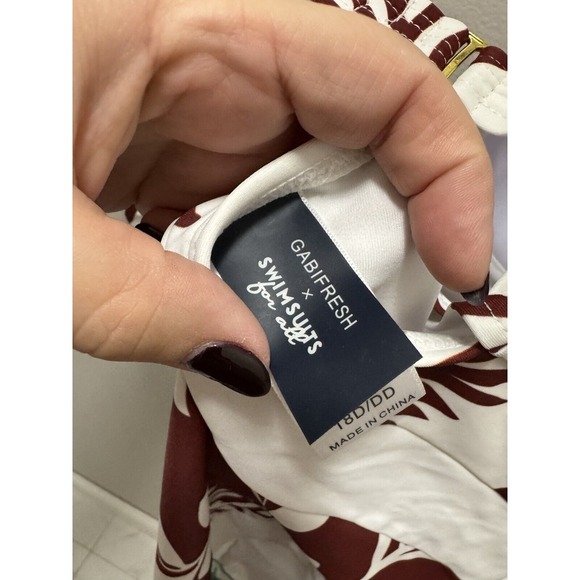 GABIFRESH
X
SWIMSUITS
for all
18D/DD
MADE IN CHINA